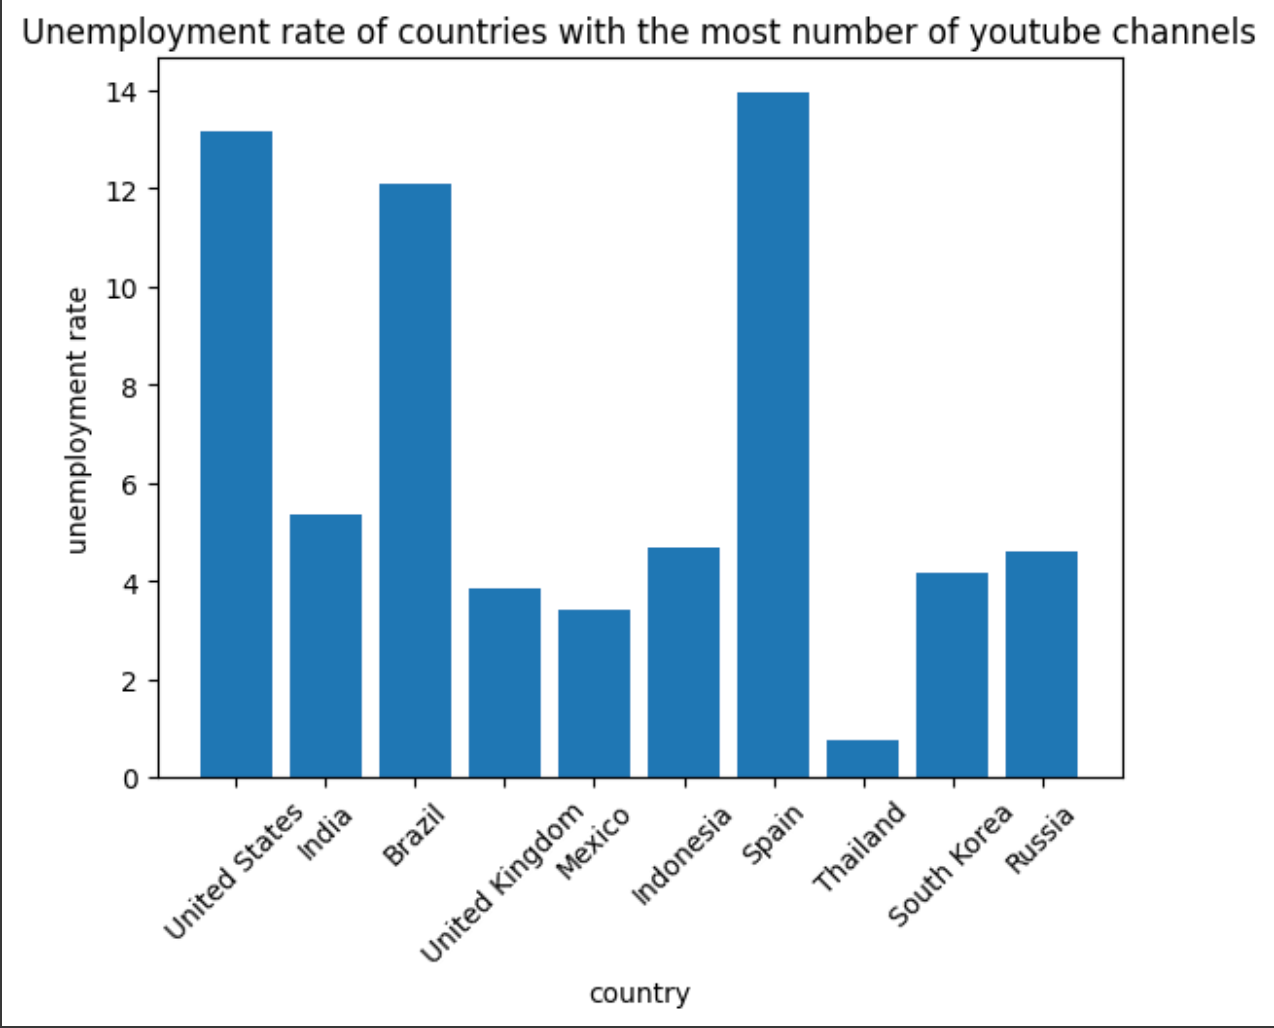 Unemployment rate of countries with the most number of youtube channels
unemployment rate
14
12
10
8
6
4
2
0
United States
India
Brazil
United Kingdom
Mexico
Indonesia
Spain
Thailand
South Korea
Russia
country